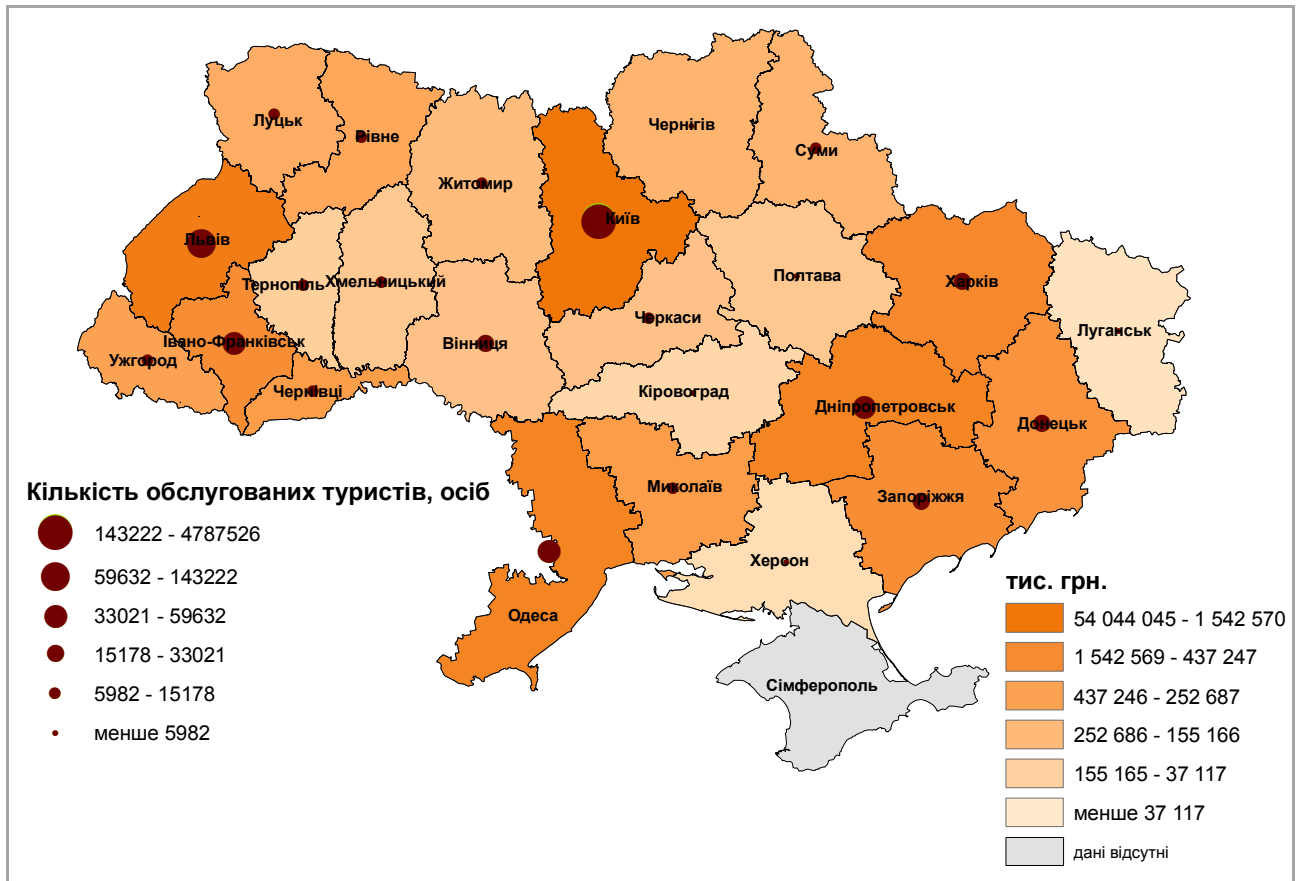 Луцьк
Рівне
Житомир
Чернігів
Суми
Київ
Львів
Тернопіль
Хмельницький
Полтава
Харків
Луганськ
Івано-Франківськ
Ужгород
Чернівці
Вінниця
Черкаси
Кіровоград
Дніпропетровськ
Донецьк
Миколаїв
Запоріжжя
Херсон
Одеса
Сімферополь
Кількість обслугованих туристів, осіб
143222 - 4787526
59632 - 143222
33021 - 59632
15178 - 33021
5982 - 15178
менше 5982
тис. грн.
54 044 045 - 1 542 570
1 542 569 - 437 247
437 246 - 252 687
252 686 - 155 166
155 165 - 37 117
менше 37 117
дані відсутні